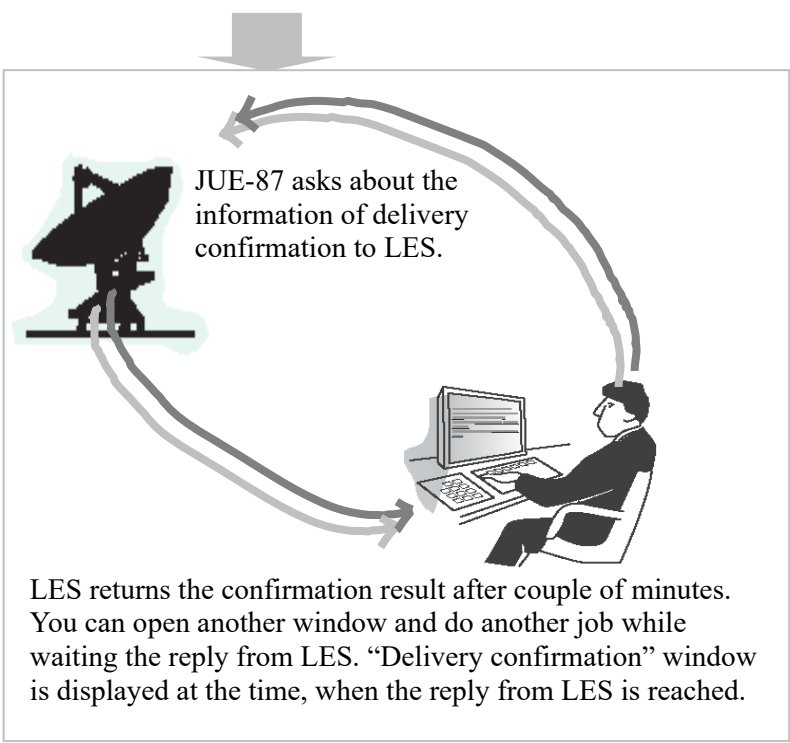 JUE-87 asks about the
information of delivery
confirmation to LES.
LES returns the confirmation result after couple of minutes.
You can open another window and do another job while
waiting the reply from LES. “Delivery confirmation” window
is displayed at the time, when the reply from LES is reached.